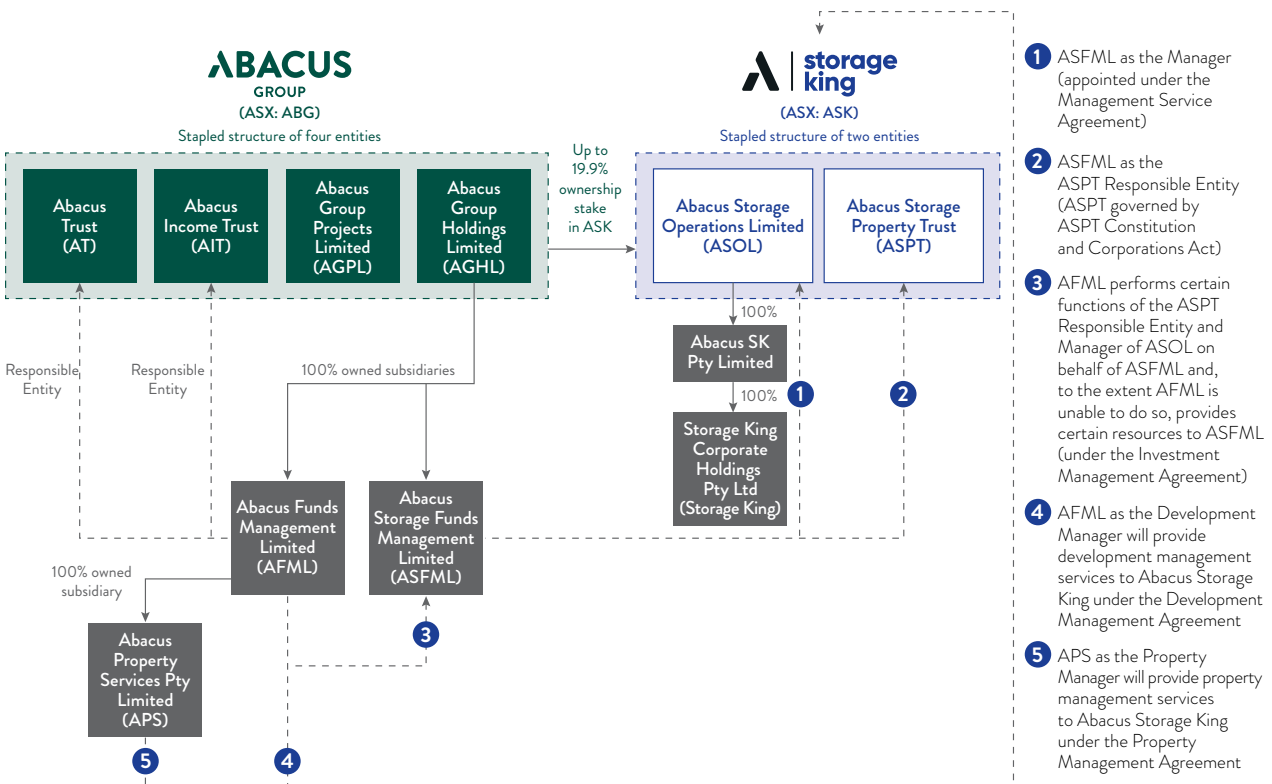 ABACUS
GROUP
(ASX: ABG)
Stapled structure of four entities
Abacus
Trust
(AT)
Abacus
Income Trust
(AIT)
Abacus
Group
Projects
Limited
(AGPL)
Abacus
Group
Holdings
Limited
(AGHL)
Up to
19.9%
ownership
stake
in ASK
storage
king
(ASX: ASK)
Stapled structure of two entities
Abacus Storage
Operations Limited
(ASOL)
Abacus Storage
Property Trust
(ASPT)
Responsible
Entity
Responsible
Entity
100% owned subsidiaries
100%
Abacus SK
Pty Limited
100%
Storage King
Corporate
Holdings
Pty Ltd
(Storage King)
1
2
Abacus Funds
Management
Limited
(AFML)
Abacus
Storage Funds
Management
Limited
(ASFML)
100% owned
subsidiary
Abacus
Property
Services Pty
Limited
(APS)
3
5
4
1 ASFML as the Manager
(appointed under the
Management Service
Agreement)
2 ASFML as the
ASPT Responsible Entity
(ASPT governed by
ASPT Constitution
and Corporations Act)
3 AFML performs certain
functions of the ASPT
Responsible Entity and
Manager of ASOL on
behalf of ASFML and,
to the extent AFML is
unable to do so, provides
certain resources to ASFML
(under the Investment
Management Agreement)
4 AFML as the Development
Manager will provide
development management
services to Abacus Storage
King under the Development
Management Agreement
5 APS as the Property
Manager will provide property
management services
to Abacus Storage King
under the Property
Management Agreement